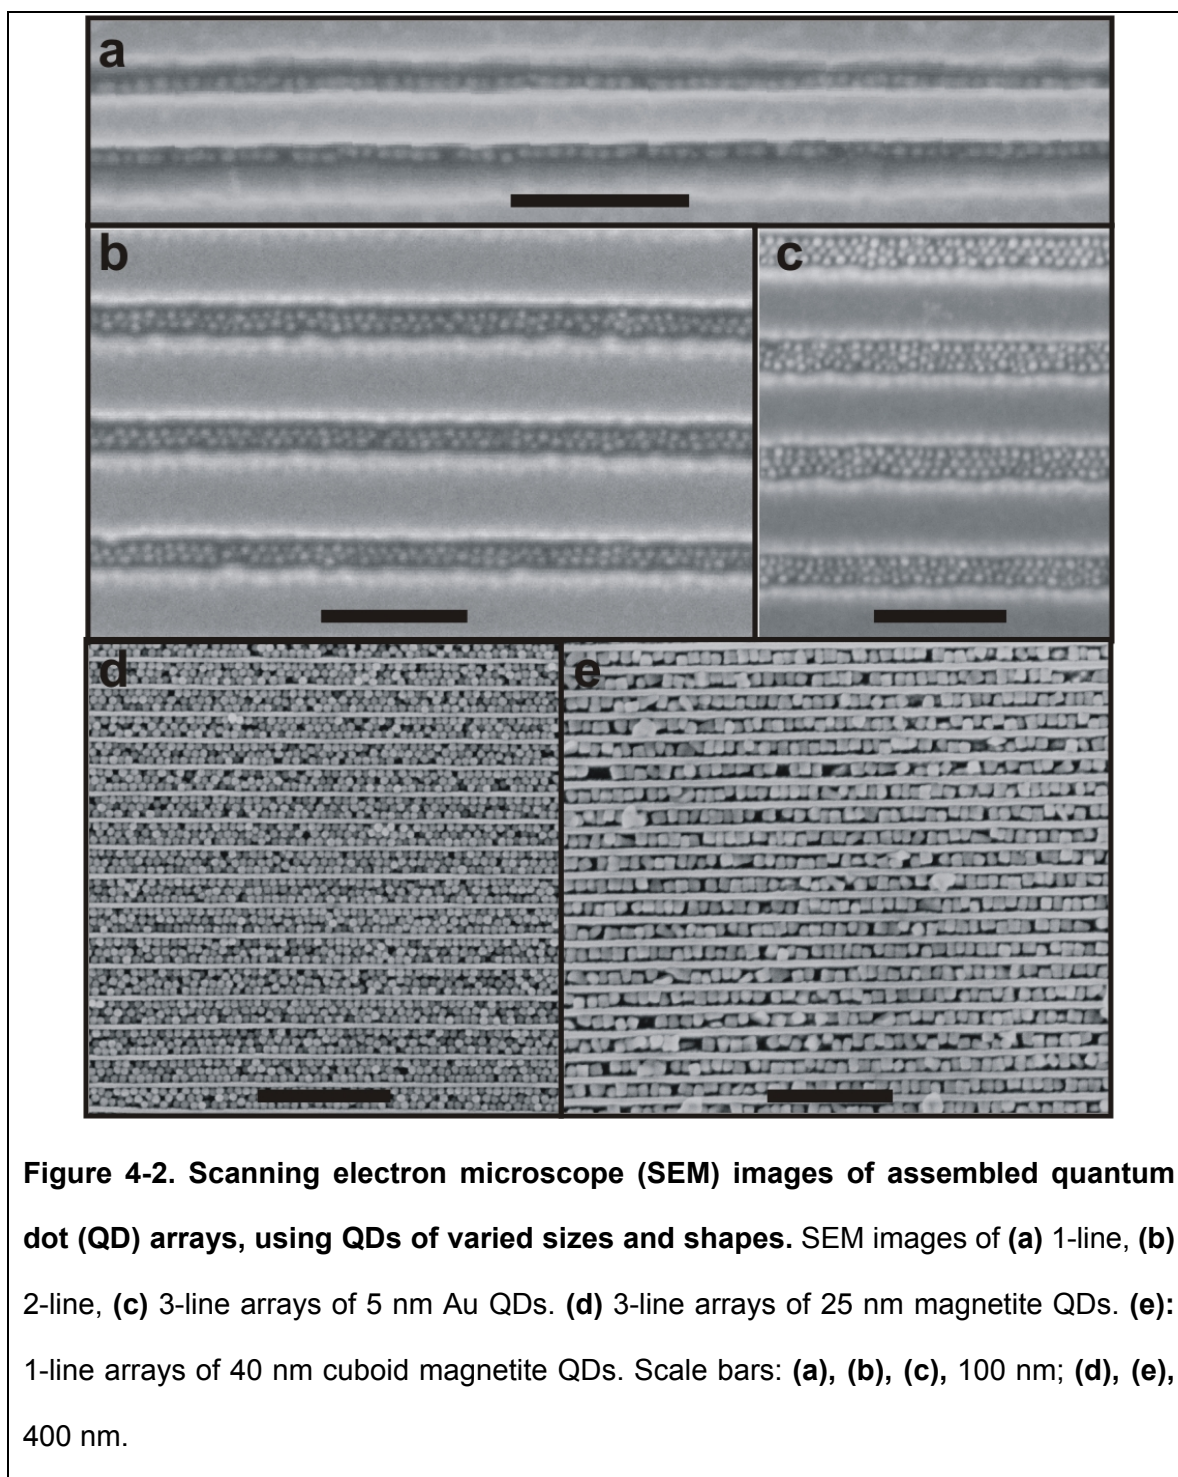 a
b
c
d
e
Figure 4-2. Scanning electron microscope (SEM) images of assembled quantum
dot (QD) arrays, using QDs of varied sizes and shapes. SEM images of (a) 1-line, (b)
2-line, (c) 3-line arrays of 5 nm Au QDs. (d) 3-line arrays of 25 nm magnetite QDs. (e):
1-line arrays of 40 nm cuboid magnetite QDs. Scale bars: (a), (b), (c), 100 nm; (d), (e),
400 nm.